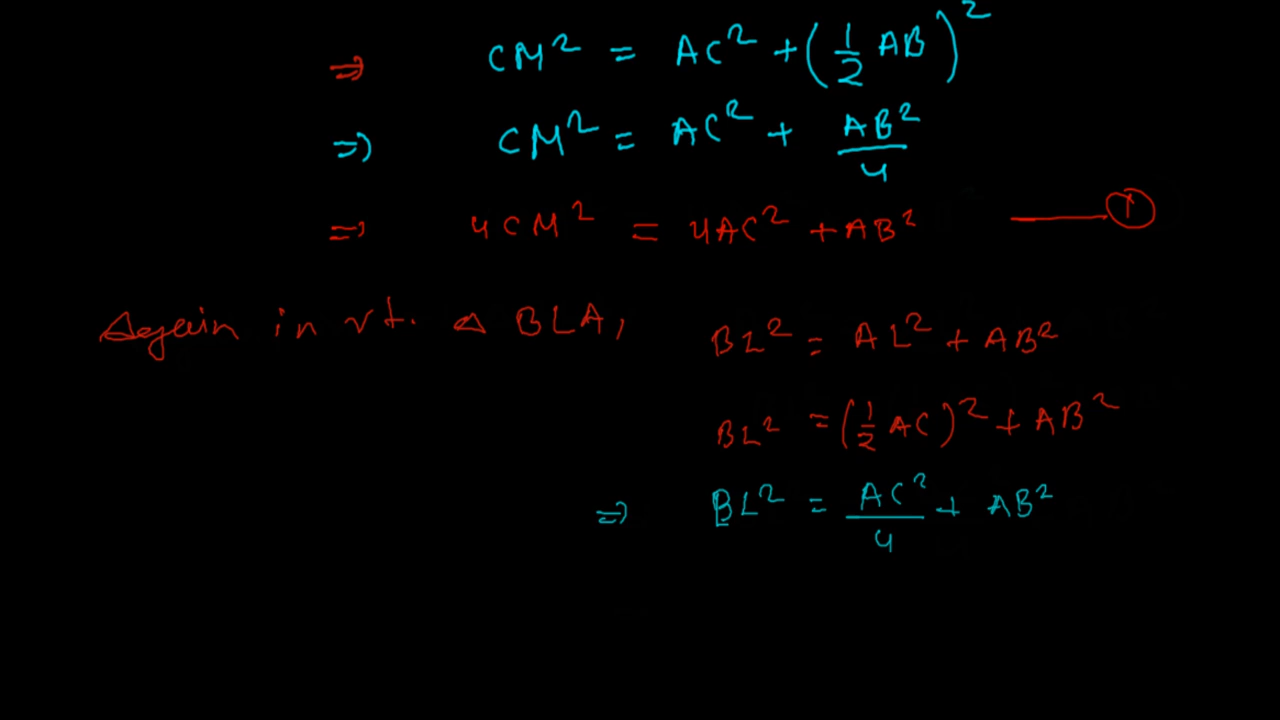 ⇒ CM² = AC² + (1/2 AB)²
⇒ CM² = AC² + AB²/4
⇒ 4CM² = 4AC² + AB² —— ①
Again in rt. △ BLA, BL² = AL² + AB²
BL² = (1/2 AC)² + AB²
⇒ BL² = AC²/4 + AB²